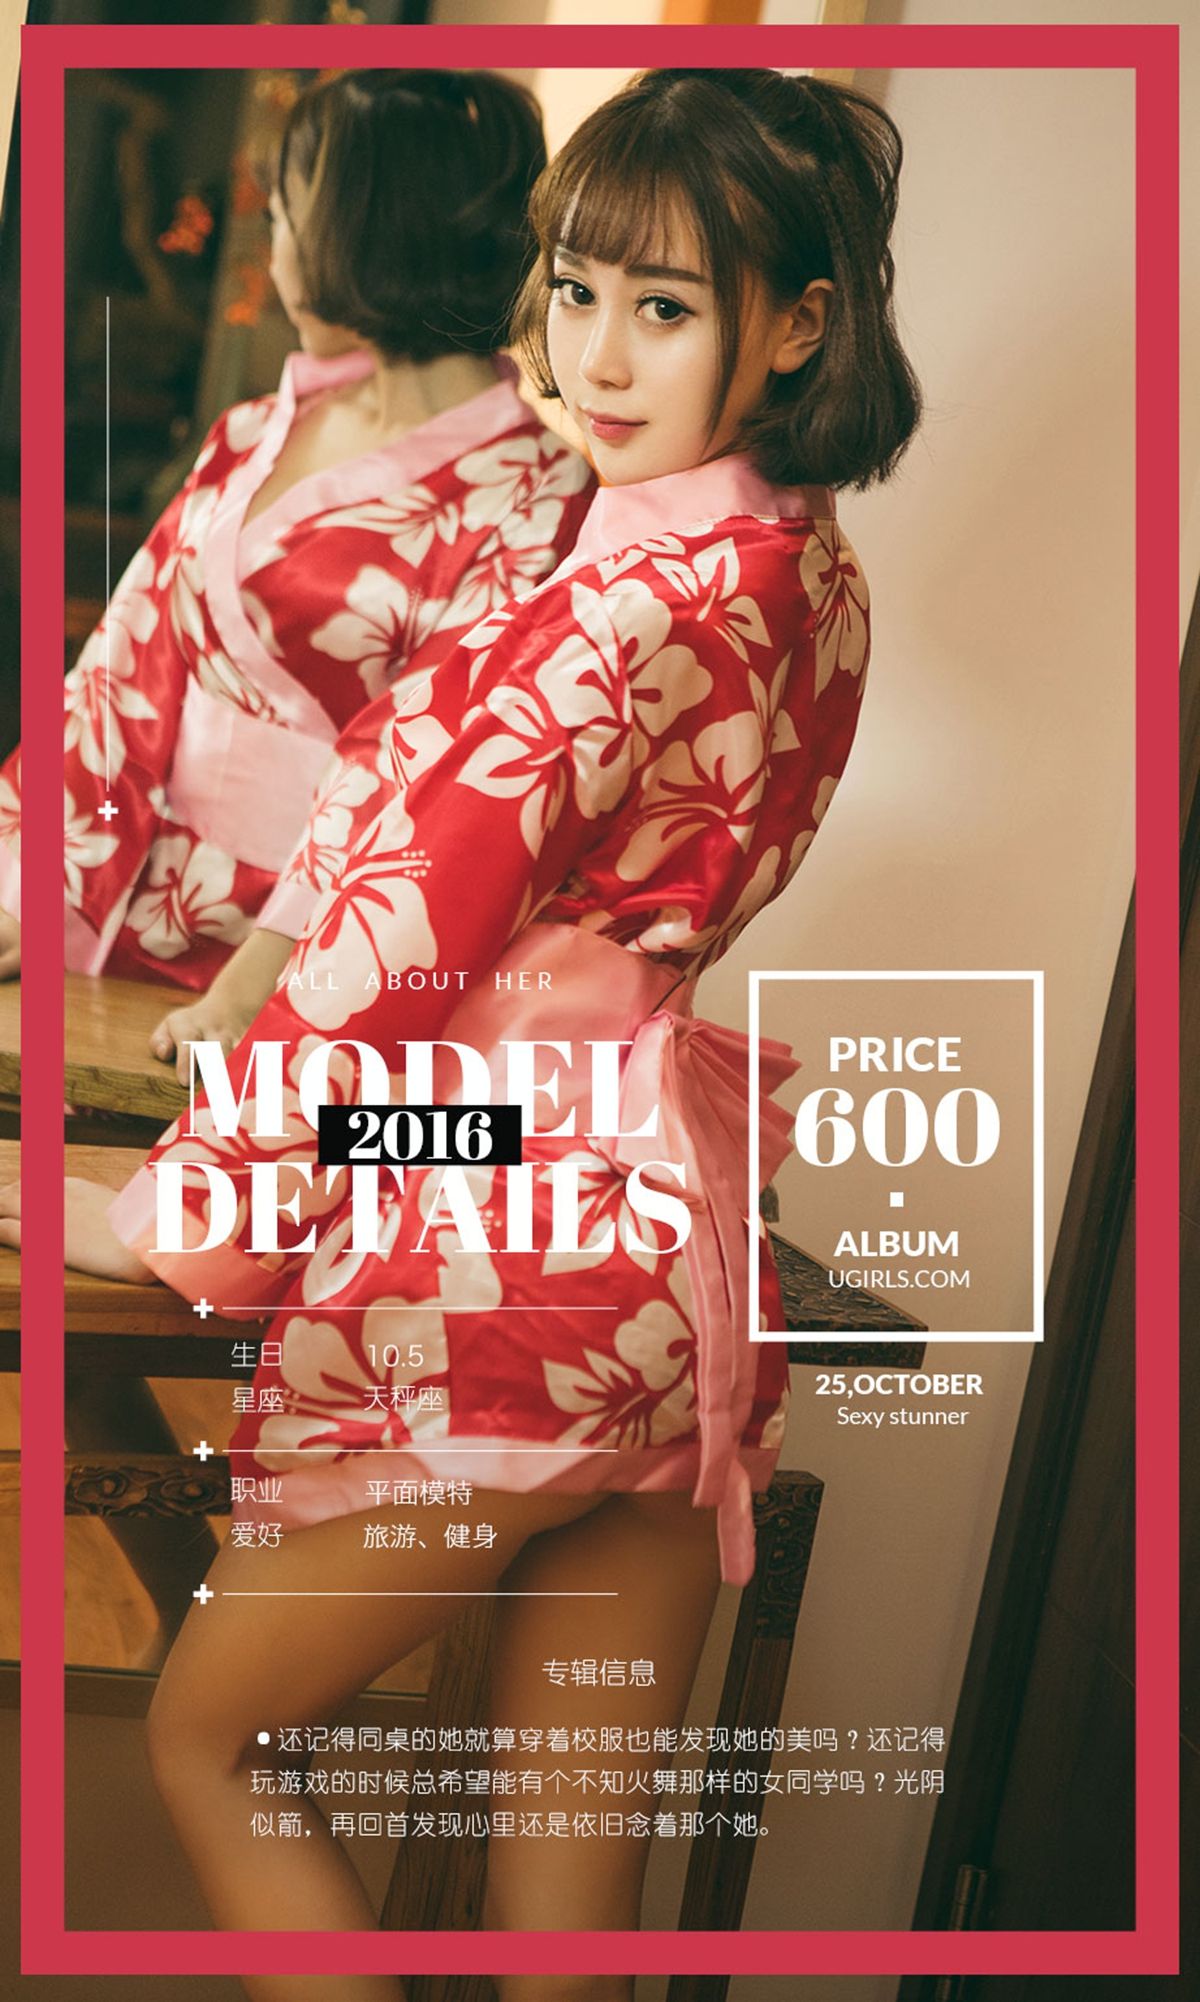 ALL ABOUT HER
MODEL
2016
DETAILS
生日 10.5
星座 天秤座
职业 平面模特
爱好 旅游、健身
PRICE
600
ALBUM
UGIRLS.COM
25,OCTOBER
Sexy stunner
专辑信息
●还记得同桌的她就算穿着校服也能发现她的美吗？还记得
玩游戏的时候总希望能有个不知火舞那样的女同学吗？光阴
似箭，再回首发现心里还是依旧念着那个她。